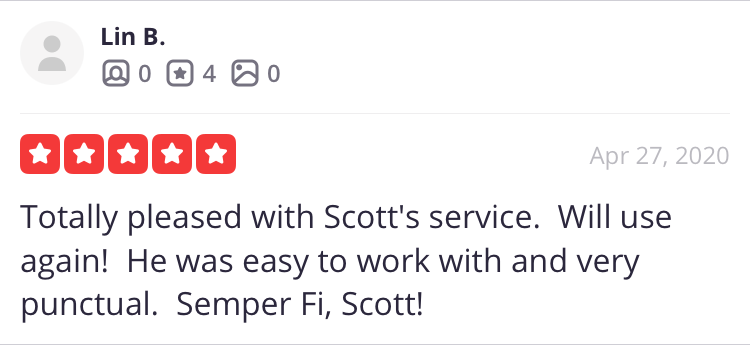 Lin B.
0 4 0
Apr 27, 2020
Totally pleased with Scott's service.  Will use
again!  He was easy to work with and very
punctual.  Semper Fi, Scott!